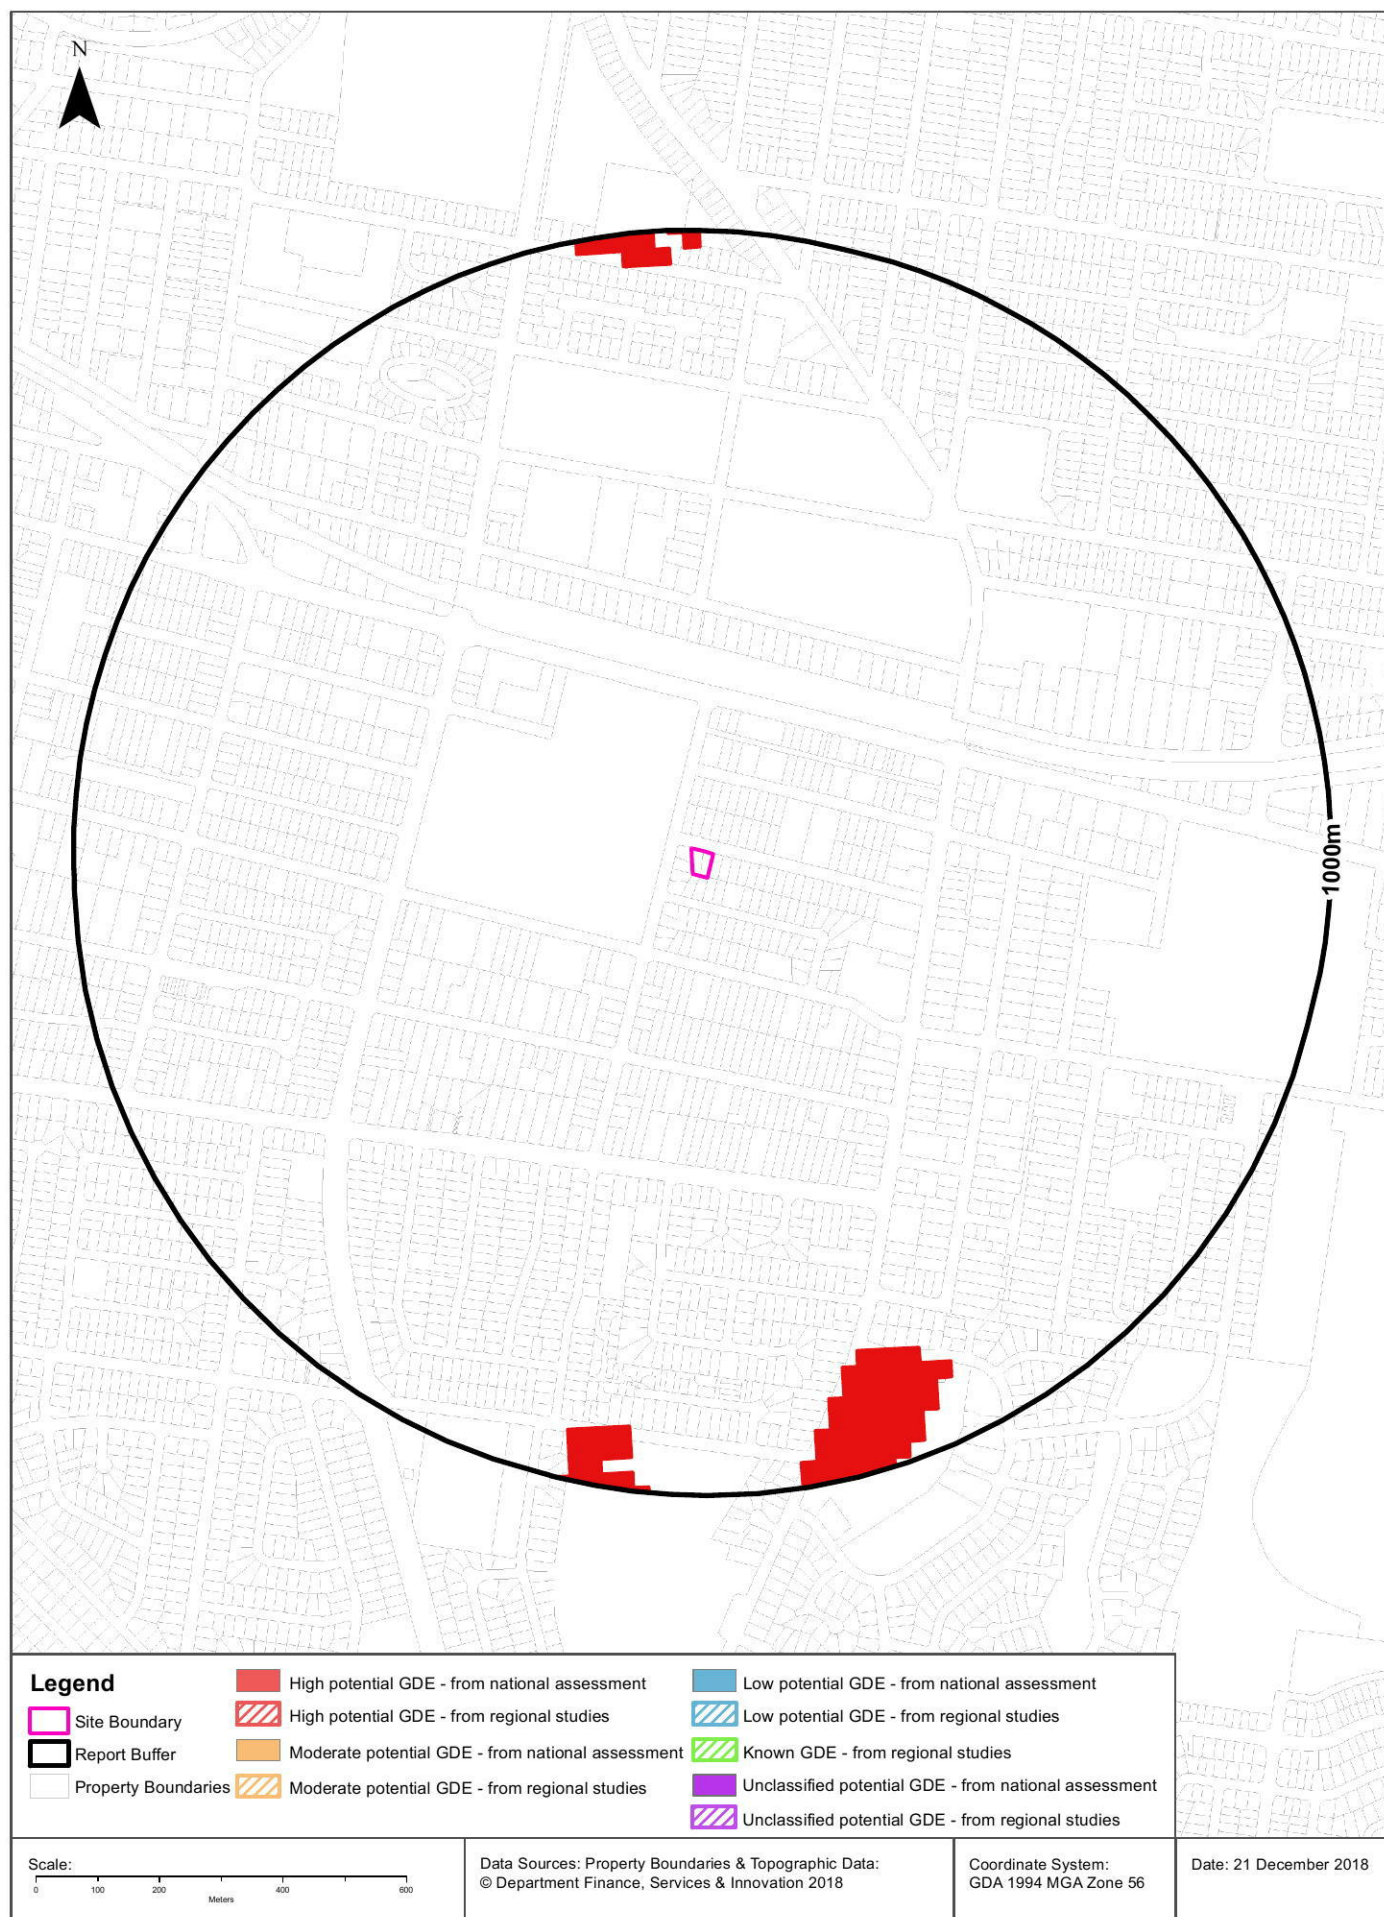 N
1000m
Legend
Site Boundary
Report Buffer
Property Boundaries
High potential GDE - from national assessment
High potential GDE - from regional studies
Moderate potential GDE - from national assessment
Moderate potential GDE - from regional studies
Low potential GDE - from national assessment
Low potential GDE - from regional studies
Known GDE - from regional studies
Unclassified potential GDE - from national assessment
Unclassified potential GDE - from regional studies
Scale:
0 100 200 400 600
Meters
Data Sources: Property Boundaries & Topographic Data:
© Department Finance, Services & Innovation 2018
Coordinate System:
GDA 1994 MGA Zone 56
Date: 21 December 2018